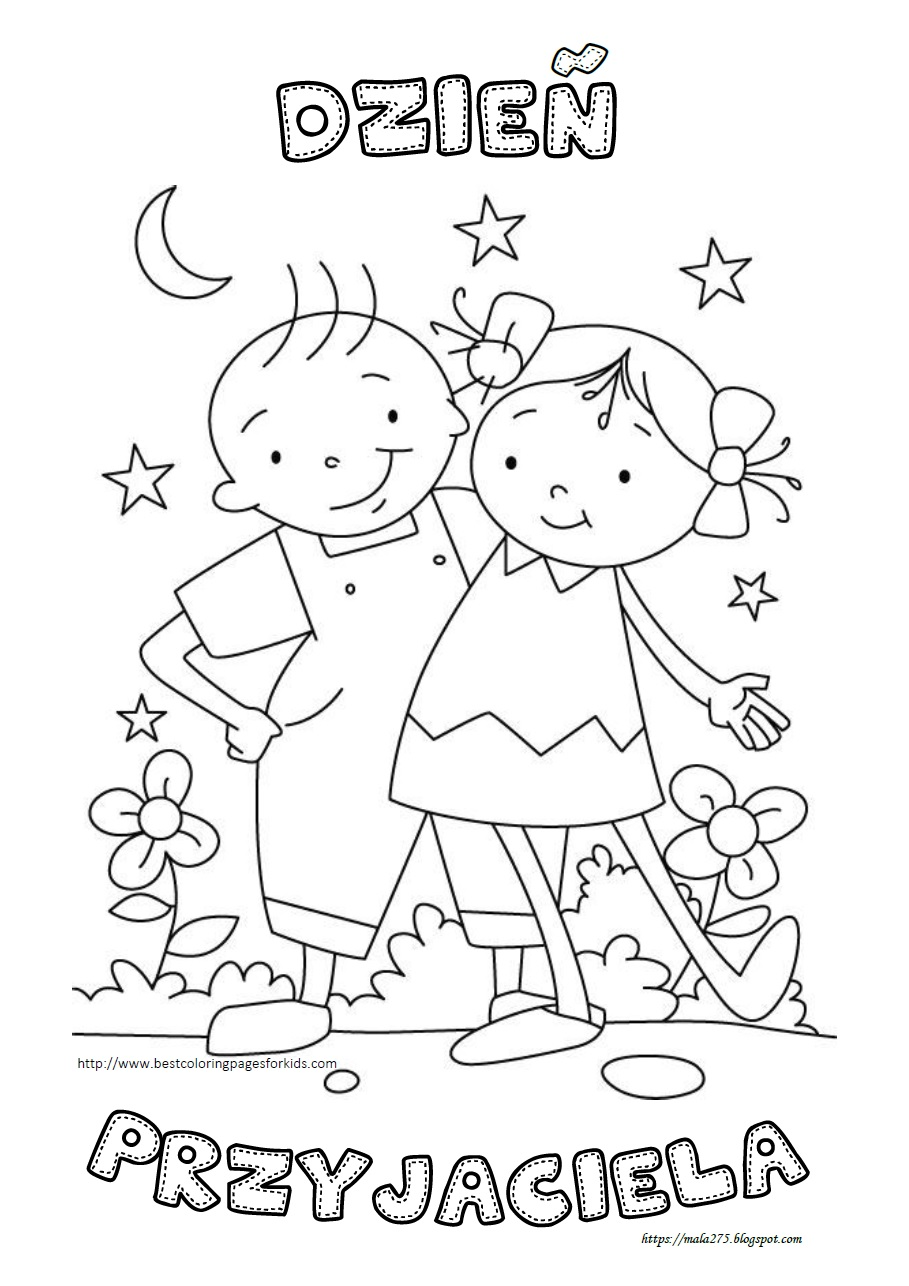 DZIEŃ
http://www.bestcoloringpagesforkids.com
PRZYJACIELA
https://mala275.blogspot.com